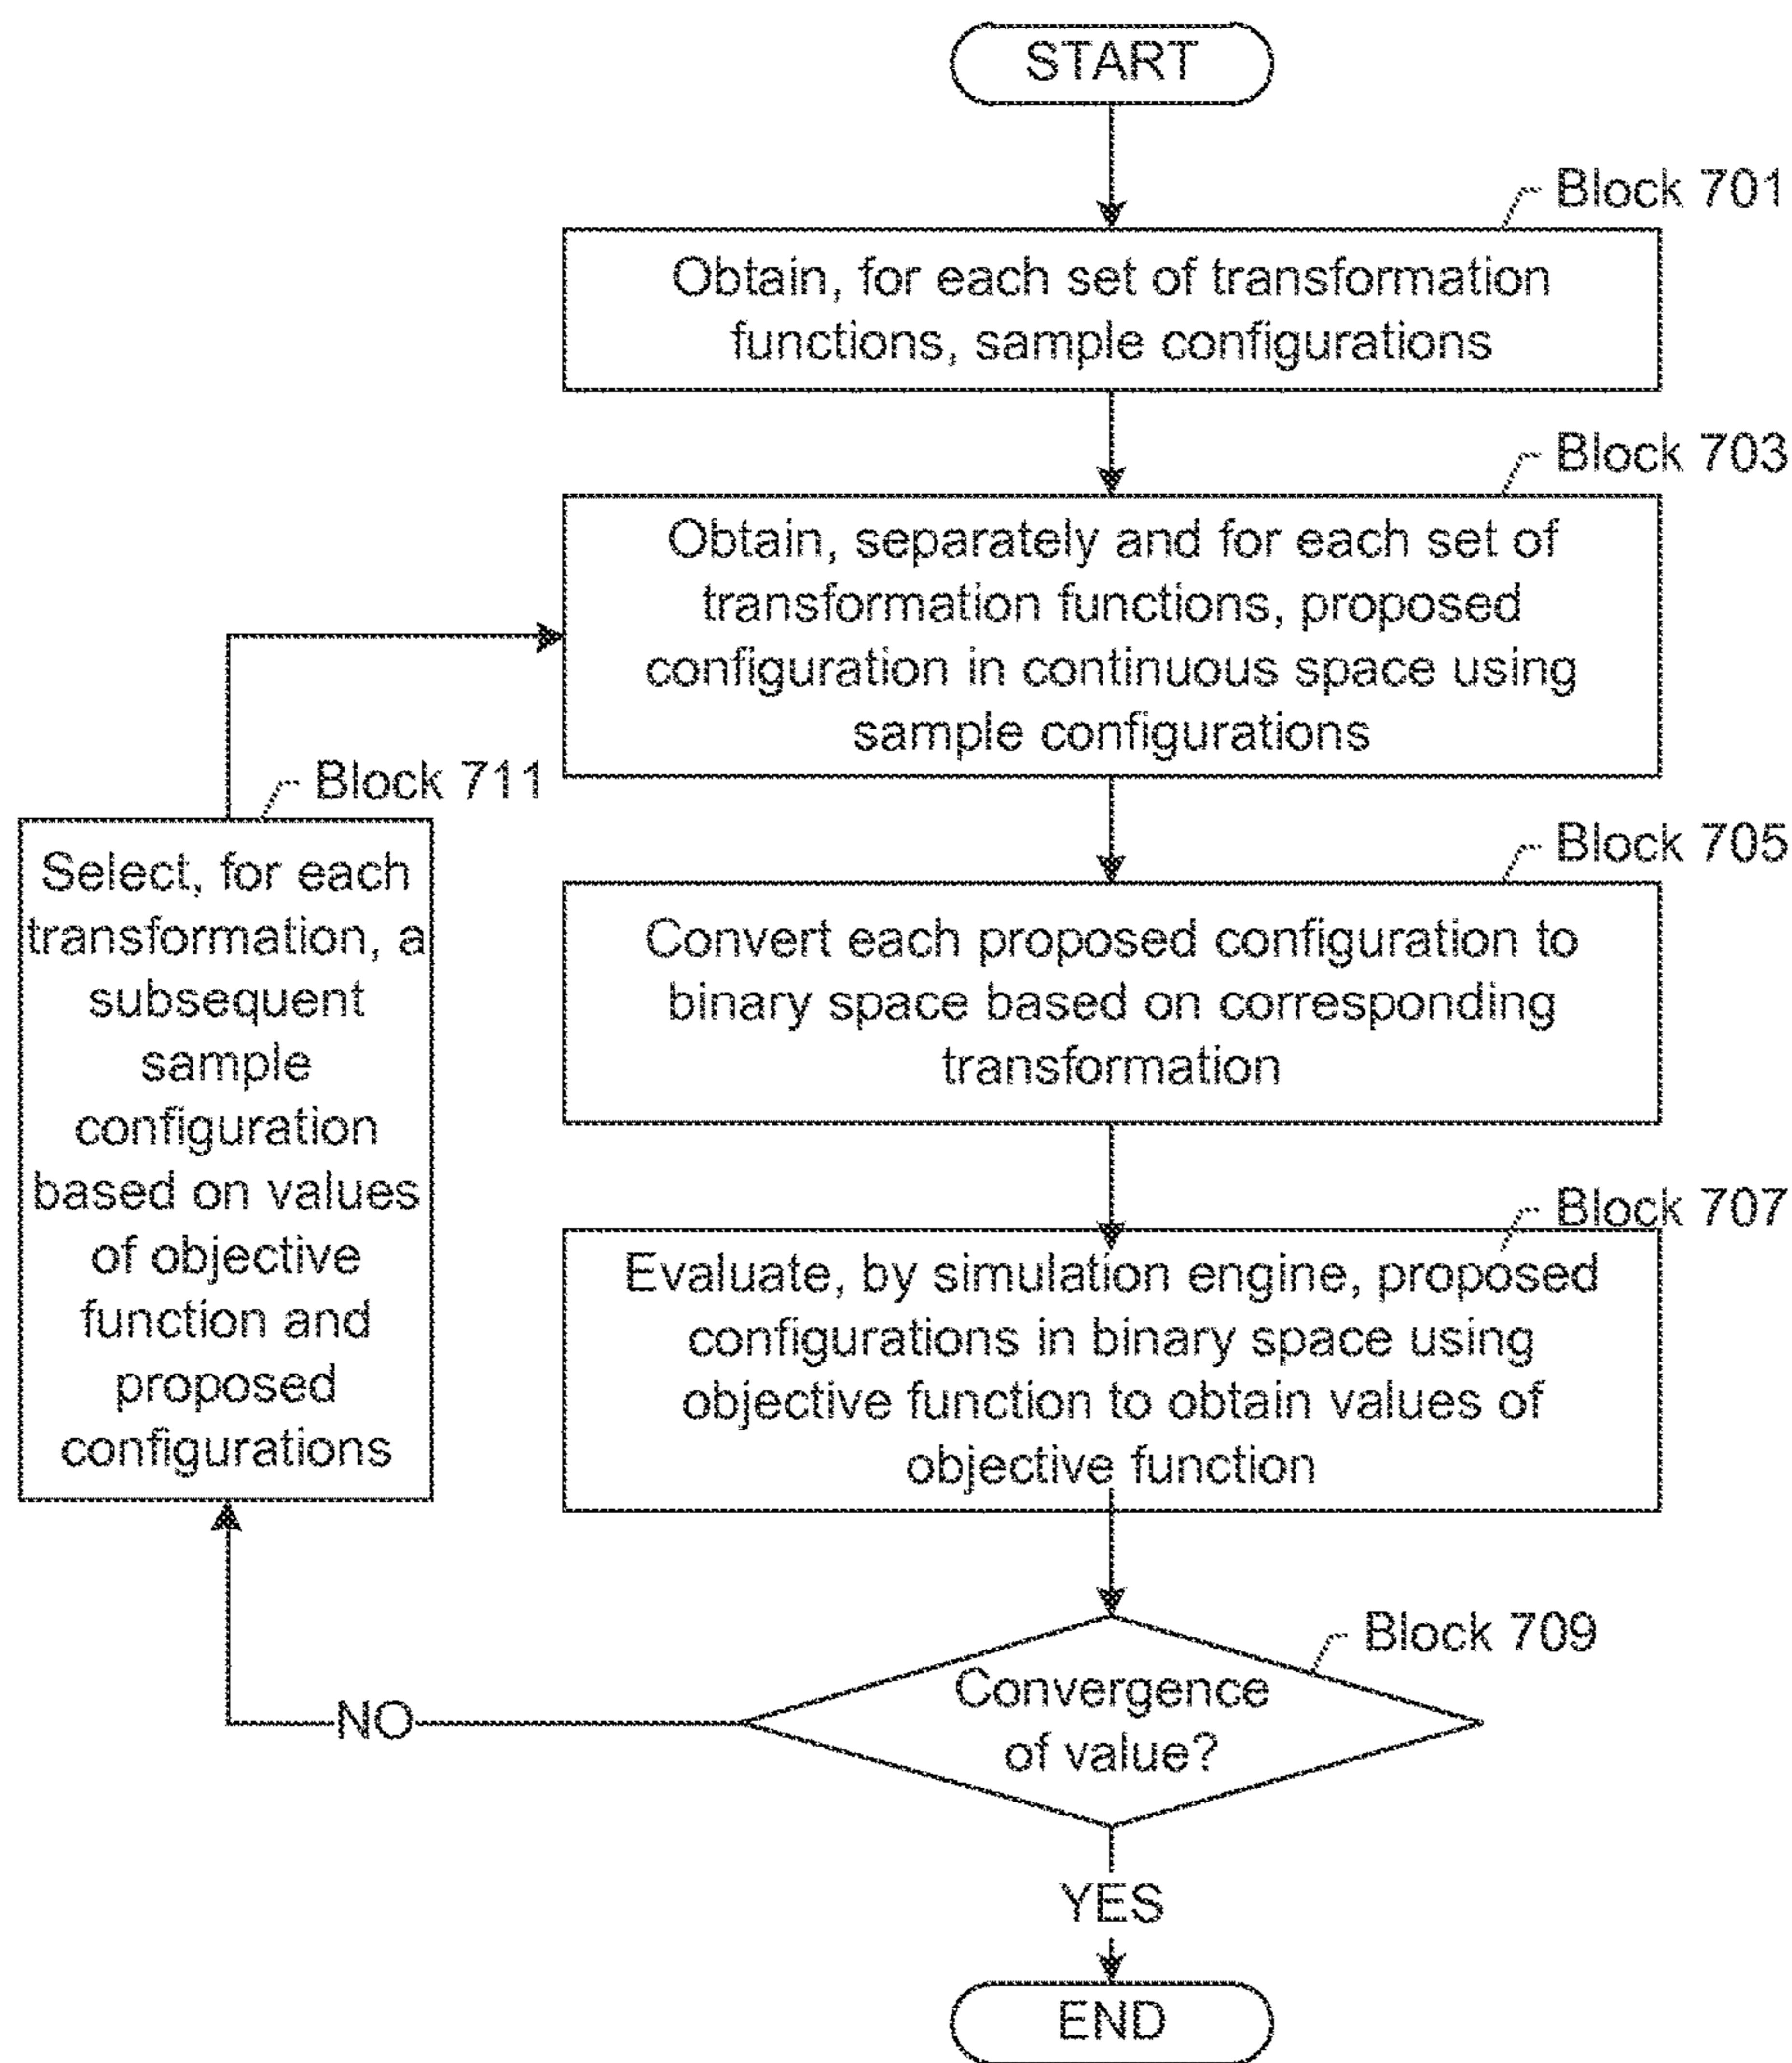 START
Block 701
Obtain, for each set of transformation
functions, sample configurations
Block 703
Obtain, separately and for each set of
transformation functions, proposed
configuration in continuous space using
sample configurations
Block 711
Select, for each
transformation, a
subsequent
sample
configuration
based on values
of objective
function and
proposed
configurations
Block 705
Convert each proposed configuration to
binary space based on corresponding
transformation
Block 707
Evaluate, by simulation engine, proposed
configurations in binary space using
objective function to obtain values of
objective function
Block 709
Convergence
of value?
NO
YES
END